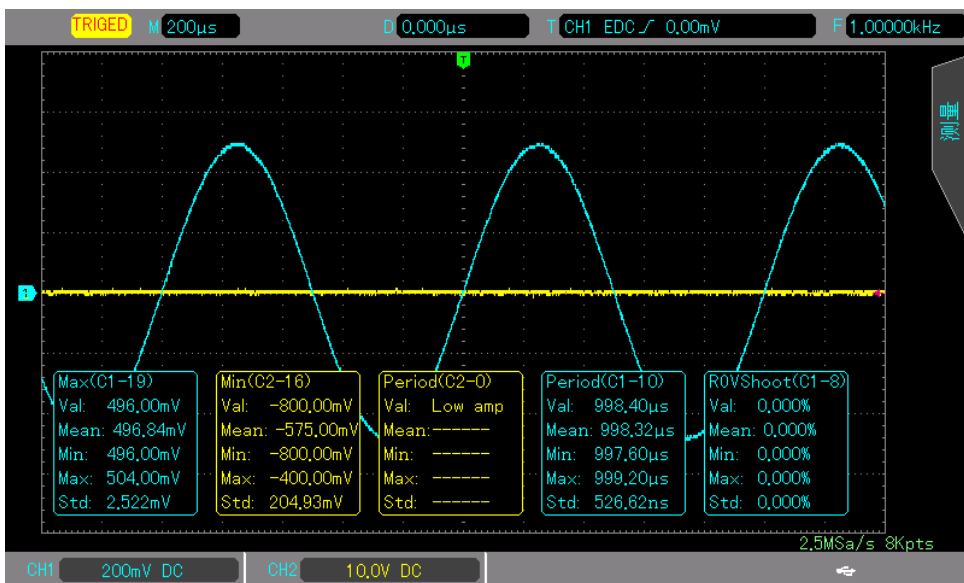 TRIGED M 200µs D 0.000µs T CH1 EDC 0.00mV F 1.00000kHz
T
测量
1
Max(C1-19)
Val: 496.00mV
Mean: 496.84mV
Min: 496.00mV
Max: 504.00mV
Std: 2.522mV
Min(C2-16)
Val: -800.00mV
Mean: -575.00mV
Min: -800.00mV
Max: -400.00mV
Std: 204.93mV
Period(C2-0)
Val: Low amp
Mean:------
Min: ------
Max: ------
Std: ------
Period(C1-10)
Val: 998.40µs
Mean: 998.32µs
Min: 997.60µs
Max: 999.20µs
Std: 526.62ns
ROVShoot(C1-8)
Val: 0.000%
Mean: 0.000%
Min: 0.000%
Max: 0.000%
Std: 0.000%
2.5MSa/s 8Kpts
CH1 200mV DC CH2 10.0V DC